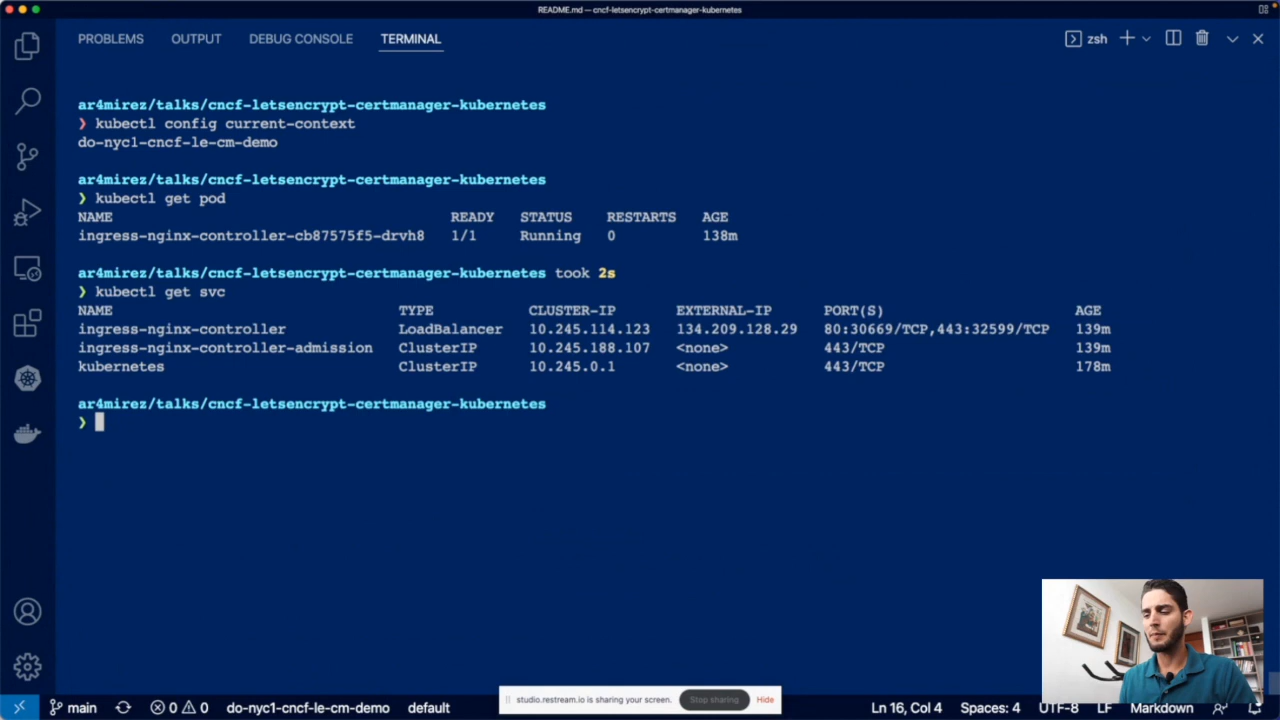 README.md — cncf-letsencrypt-certmanager-kubernetes
PROBLEMS OUTPUT DEBUG CONSOLE TERMINAL zsh
ar4mirez/talks/cncf-letsencrypt-certmanager-kubernetes
❯ kubectl config current-context
do-nyc1-cncf-le-cm-demo
ar4mirez/talks/cncf-letsencrypt-certmanager-kubernetes
❯ kubectl get pod
NAME READY STATUS RESTARTS AGE
ingress-nginx-controller-cb87575f5-drvh8 1/1 Running 0 138m
ar4mirez/talks/cncf-letsencrypt-certmanager-kubernetes took 2s
❯ kubectl get svc
NAME TYPE CLUSTER-IP EXTERNAL-IP PORT(S) AGE
ingress-nginx-controller LoadBalancer 10.245.114.123 134.209.128.29 80:30669/TCP,443:32599/TCP 139m
ingress-nginx-controller-admission ClusterIP 10.245.188.107 <none> 443/TCP 139m
kubernetes ClusterIP 10.245.0.1 <none> 443/TCP 178m
ar4mirez/talks/cncf-letsencrypt-certmanager-kubernetes
❯
studio.restream.io is sharing your screen. Stop sharing Hide
main 0 0 do-nyc1-cncf-le-cm-demo default Ln 16, Col 4 Spaces: 4 UTF-8 LF Markdown